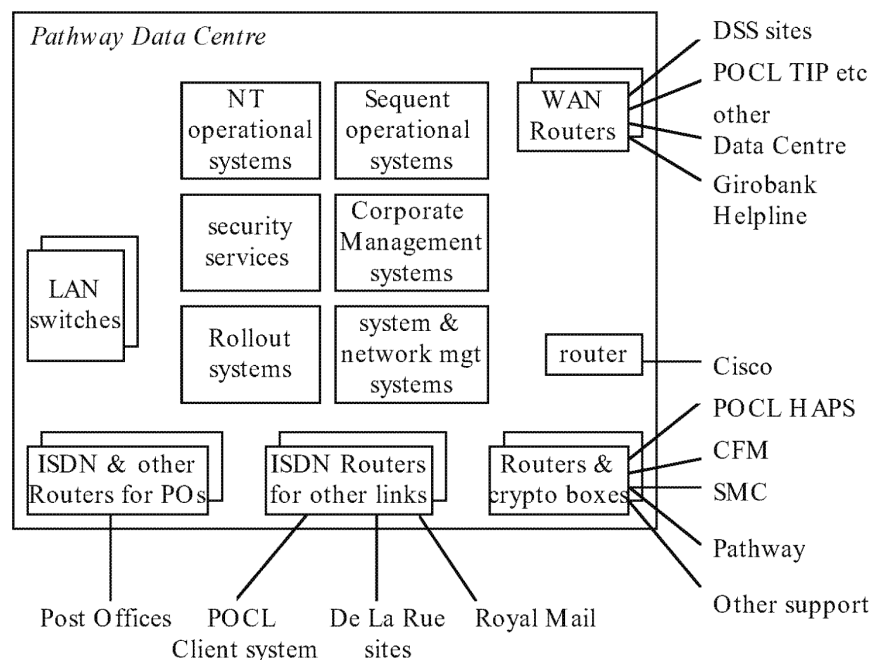 Pathway Data Centre
NT
operational
systems
Sequent
operational
systems
WAN
Routers
DSS sites
POCL TIP etc
other
Data Centre
Girobank
Helpline
security
services
Corporate
Management
systems
LAN
switches
Rollout
systems
system &
network mgt
systems
router
Cisco
POCL HAPS
CFM
SMC
Pathway
Other support
ISDN & other
Routers for POs
ISDN Routers
for other links
Routers &
crypto boxes
Post Offices
POCL
Client system
De La Rue
sites
Royal Mail